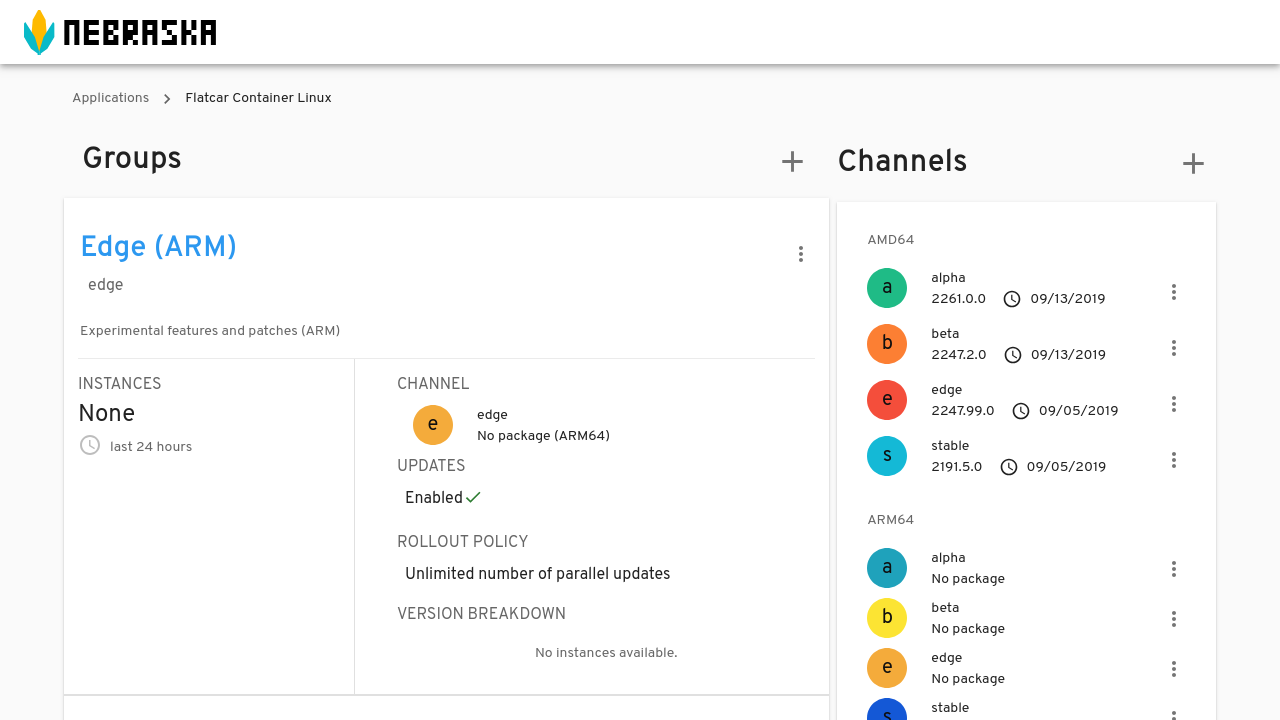 NEBRASKA
Applications > Flatcar Container Linux
Groups
Edge (ARM)
edge
Experimental features and patches (ARM)
INSTANCES
None
last 24 hours
CHANNEL
e
edge
No package (ARM64)
UPDATES
Enabled
ROLLOUT POLICY
Unlimited number of parallel updates
VERSION BREAKDOWN
No instances available.
Channels
AMD64
a
alpha
2261.0.0 09/13/2019
b
beta
2247.2.0 09/13/2019
e
edge
2247.99.0 09/05/2019
s
stable
2191.5.0 09/05/2019
ARM64
a
alpha
No package
b
beta
No package
e
edge
No package
s
stable